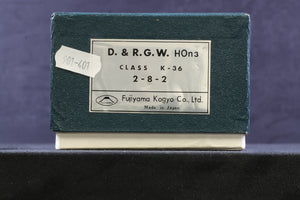 D. & R.G.W. HOn3
CLASS K-36
2-8-2
Fujiyama Kogyo Co., Ltd.
Made in Japan